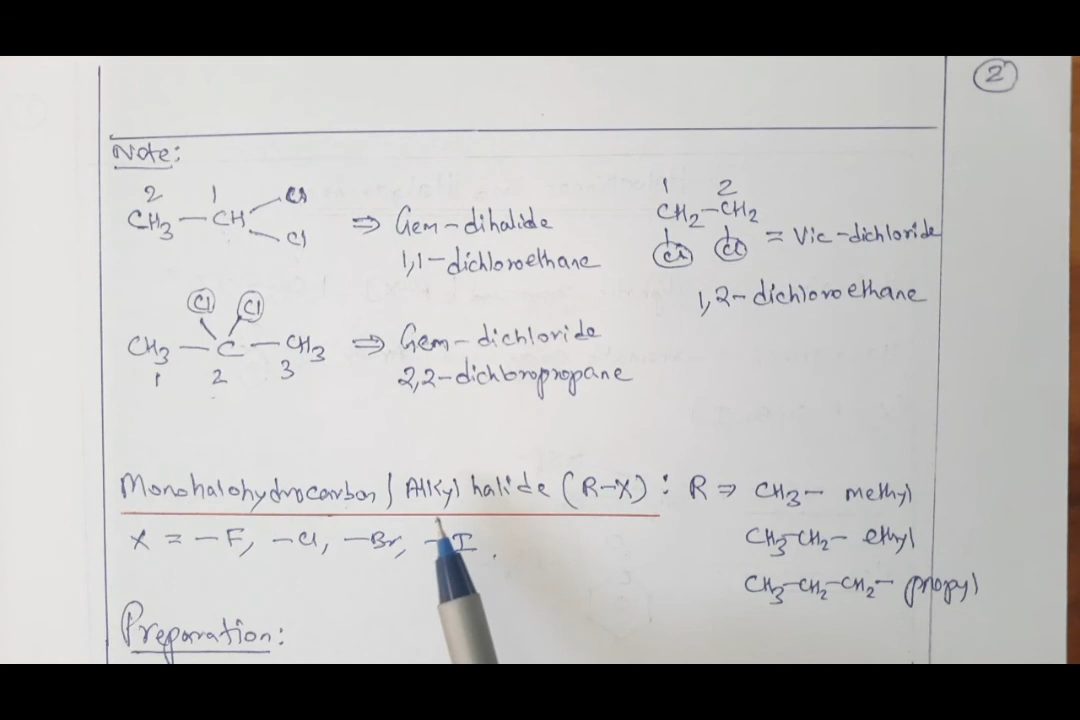 2
Note:
2 1 Cl
CH3 – CH ⇒ Gem-dihalide
Cl
1,1-dichloroethane
1 2
CH2–CH2
Cl Cl = Vic-dichloride
1,2-dichloroethane
Cl Cl
CH3 – C – CH3 ⇒ Gem-dichloride
1 2 3 2,2-dichloropropane
Monohalohydrocarbon / Alkyl halide (R–X) : R ⇒ CH3– methyl
X = –F, –Cl, –Br, –I.
CH3–CH2– ethyl
CH3–CH2–CH2– propyl
Preparation: